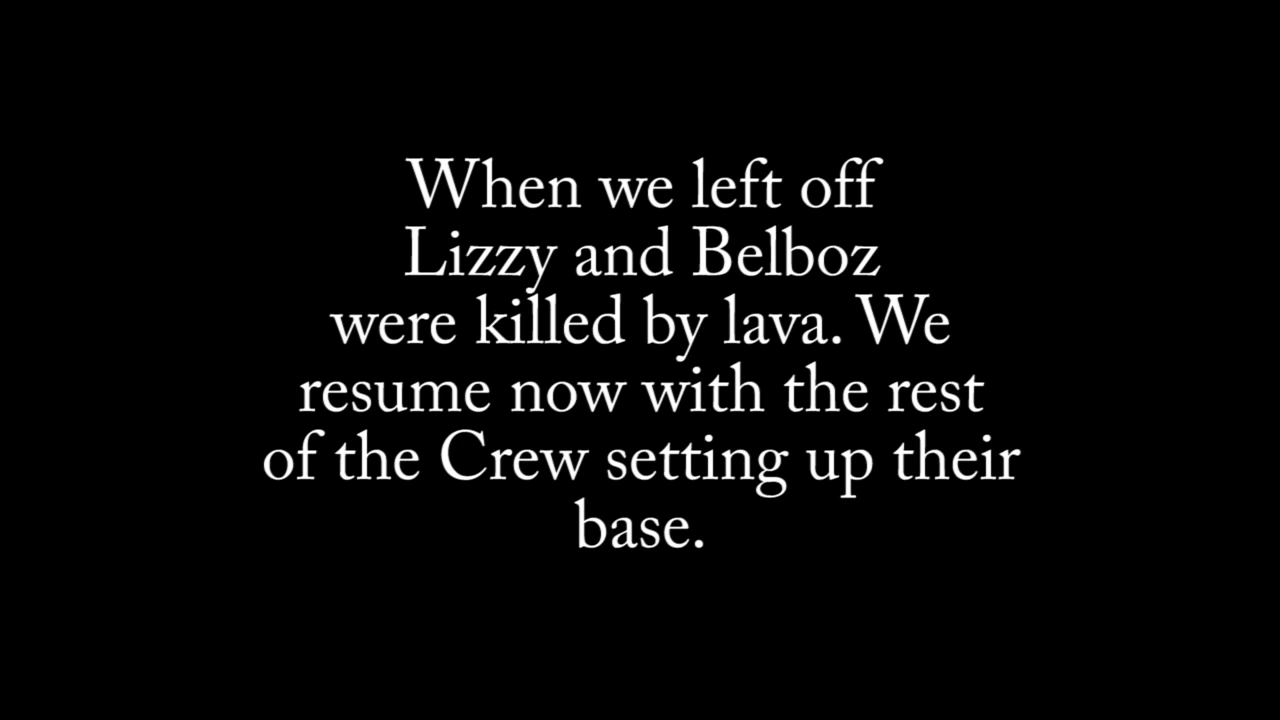 When we left off
Lizzy and Belboz
were killed by lava. We
resume now with the rest
of the Crew setting up their
base.